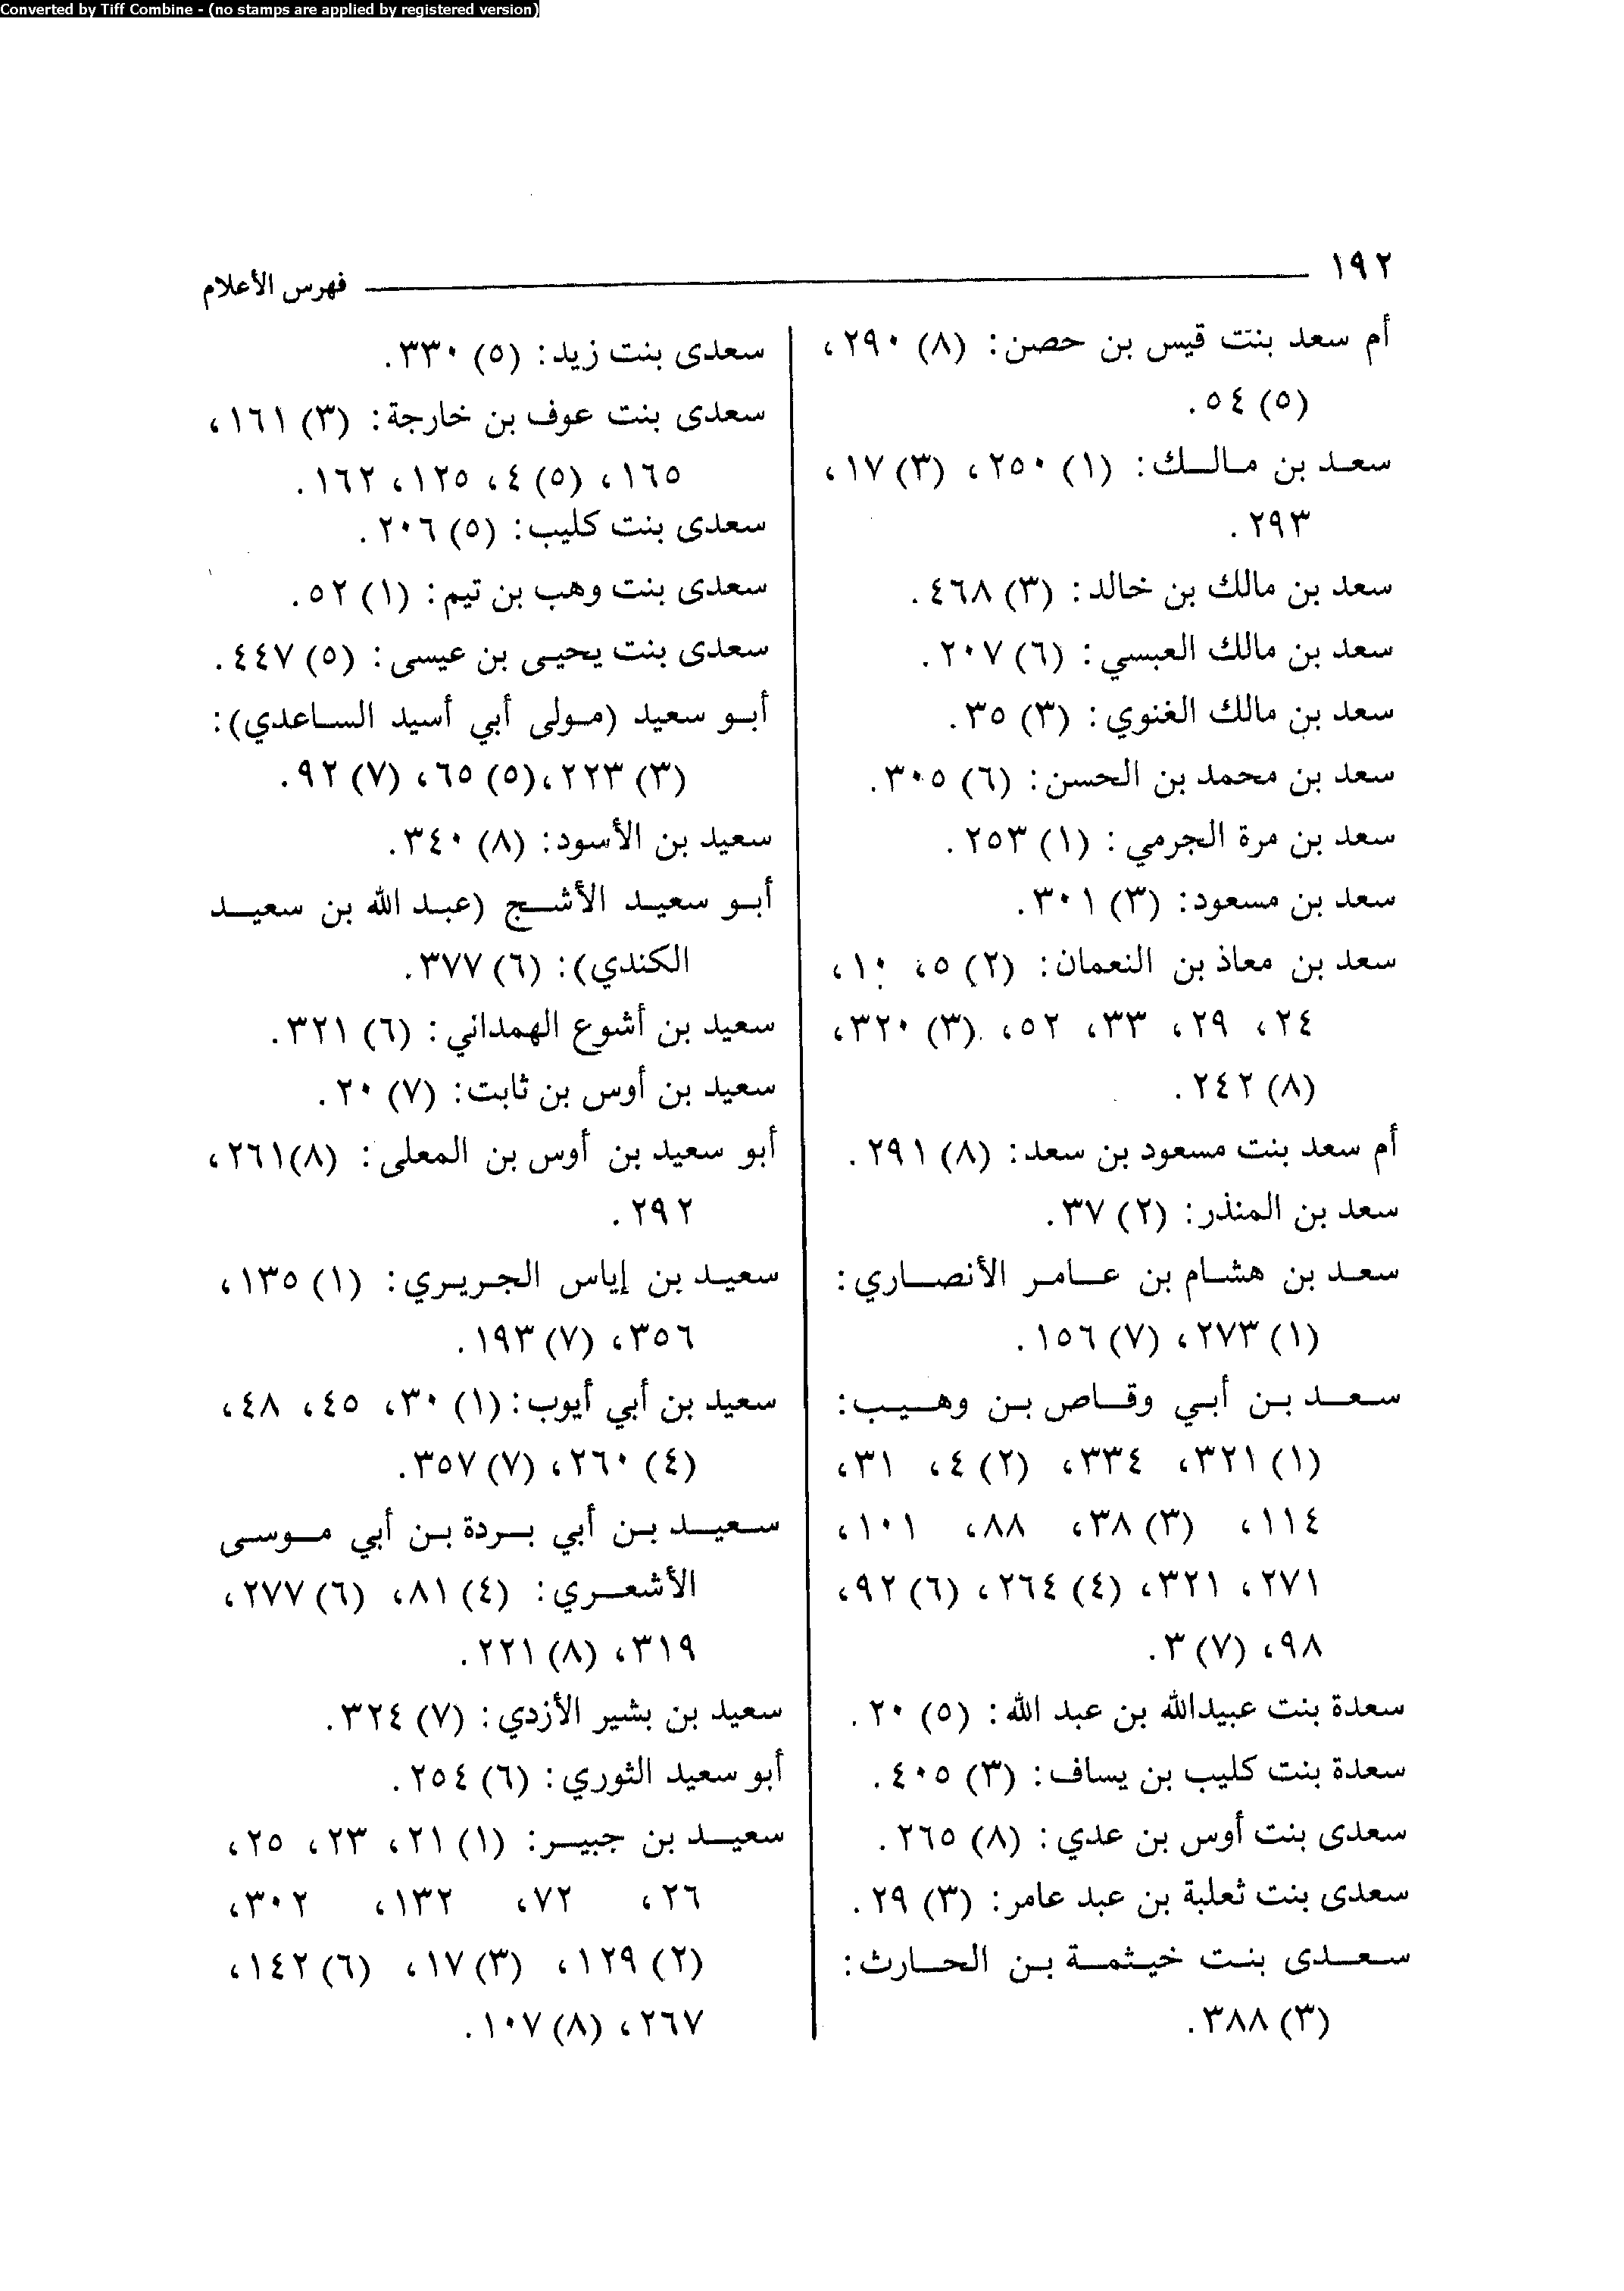 Converted by Tiff Combine - (no stamps are applied by registered version)
١٩٢
فهرس الأعلام
أم سعد بنت قيس بن حصن: (٨) ٢٩٠،
(٥) ٥٤.
سعد بن مالك: (١) ٢٥٠، (٣) ١٧،
٢٩٣.
سعد بن مالك بن خالد: (٣) ٤٦٨.
سعد بن مالك العبسي: (٦) ٢٠٧.
سعد بن مالك الغنوي: (٣) ٣٥.
سعد بن محمد بن الحسن: (٦) ٣٠٥.
سعد بن مرة الجرمي: (١) ٢٥٣.
سعد بن مسعود: (٣) ٣٠١.
سعد بن معاذ بن النعمان: (٢) ٥، ١٠،
٢٤، ٢٩، ٣٣، ٥٢، (٣) ٣٢٠،
(٨) ٢٤٢.
أم سعد بنت مسعود بن سعد: (٨) ٢٩١.
سعد بن المنذر: (٢) ٣٧.
سعد بن هشام بن عامر الأنصاري:
(١) ٢٧٣، (٧) ١٥٦.
سعد بن أبي وقاص بن وهيب:
(١) ٣٢١، ٣٣٤، (٢) ٤، ٣١،
١١٤، (٣) ٣٨، ٨٨، ١٠١،
٢٧١، ٣٢١، (٤) ٢٦٤، (٦) ٩٢،
٩٨، (٧) ٣.
سعدة بنت عبيدالله بن عبد الله: (٥) ٢٠.
سعدة بنت كليب بن يساف: (٣) ٤٠٥.
سعدى بنت أوس بن عدي: (٨) ٢٦٥.
سعدى بنت ثعلبة بن عبد عامر: (٣) ٢٩.
سعدى بنت خيثمة بن الحارث:
(٣) ٣٨٨.
سعدى بنت زيد: (٥) ٣٣٠.
سعدى بنت عوف بن خارجة: (٣) ١٦١،
١٦٥، (٥) ٤، ١٢٥، ١٦٢.
سعدى بنت كليب: (٥) ٢٠٦.
سعدى بنت وهب بن تيم: (١) ٥٢.
سعدى بنت يحيى بن عيسى: (٥) ٤٤٧.
أبو سعيد (مولى أبي أسيد الساعدي):
(٣) ٢٢٣،(٥) ٦٥، (٧) ٩٢.
سعيد بن الأسود: (٨) ٣٤٠.
أبو سعيد الأشج (عبد الله بن سعيد
الكندي): (٦) ٣٧٧.
سعيد بن أشوع الهمداني: (٦) ٣٢١.
سعيد بن أوس بن ثابت: (٧) ٢٠.
أبو سعيد بن أوس بن المعلى: (٨)٢٦١،
٢٩٢.
سعيد بن إياس الجريري: (١) ١٣٥،
٣٥٦، (٧) ١٩٣.
سعيد بن أبي أيوب: (١) ٣٠، ٤٥، ٤٨،
(٤) ٢٦٠، (٧) ٣٥٧.
سعيد بن أبي بردة بن أبي موسى
الأشعري: (٤) ٨١، (٦) ٢٧٧،
٣١٩، (٨) ٢٢١.
سعيد بن بشير الأزدي: (٧) ٣٢٤.
أبو سعيد الثوري: (٦) ٢٥٤.
سعيد بن جبير: (١) ٢١، ٢٣، ٢٥،
٢٦، ٧٢، ١٣٢، ٣٠٢،
(٢) ١٢٩، (٣) ١٧، (٦) ١٤٢،
٢٦٧، (٨) ١٠٧.